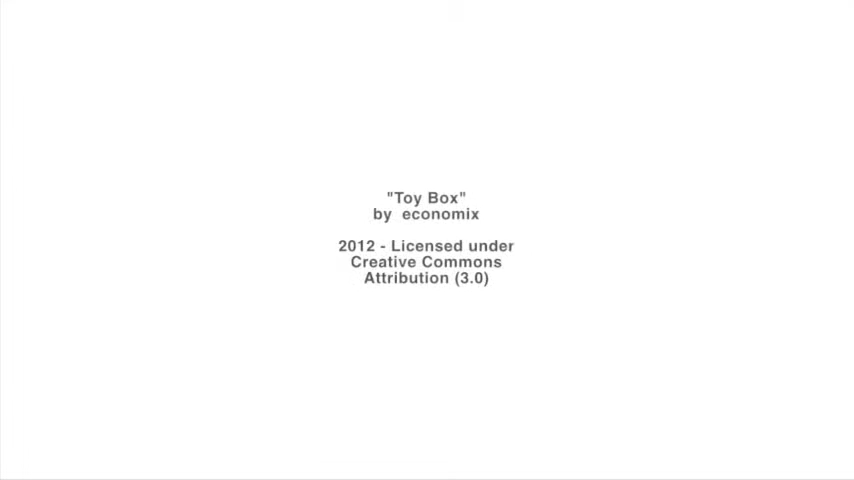 "Toy Box"
by economix
2012 - Licensed under
Creative Commons
Attribution (3.0)